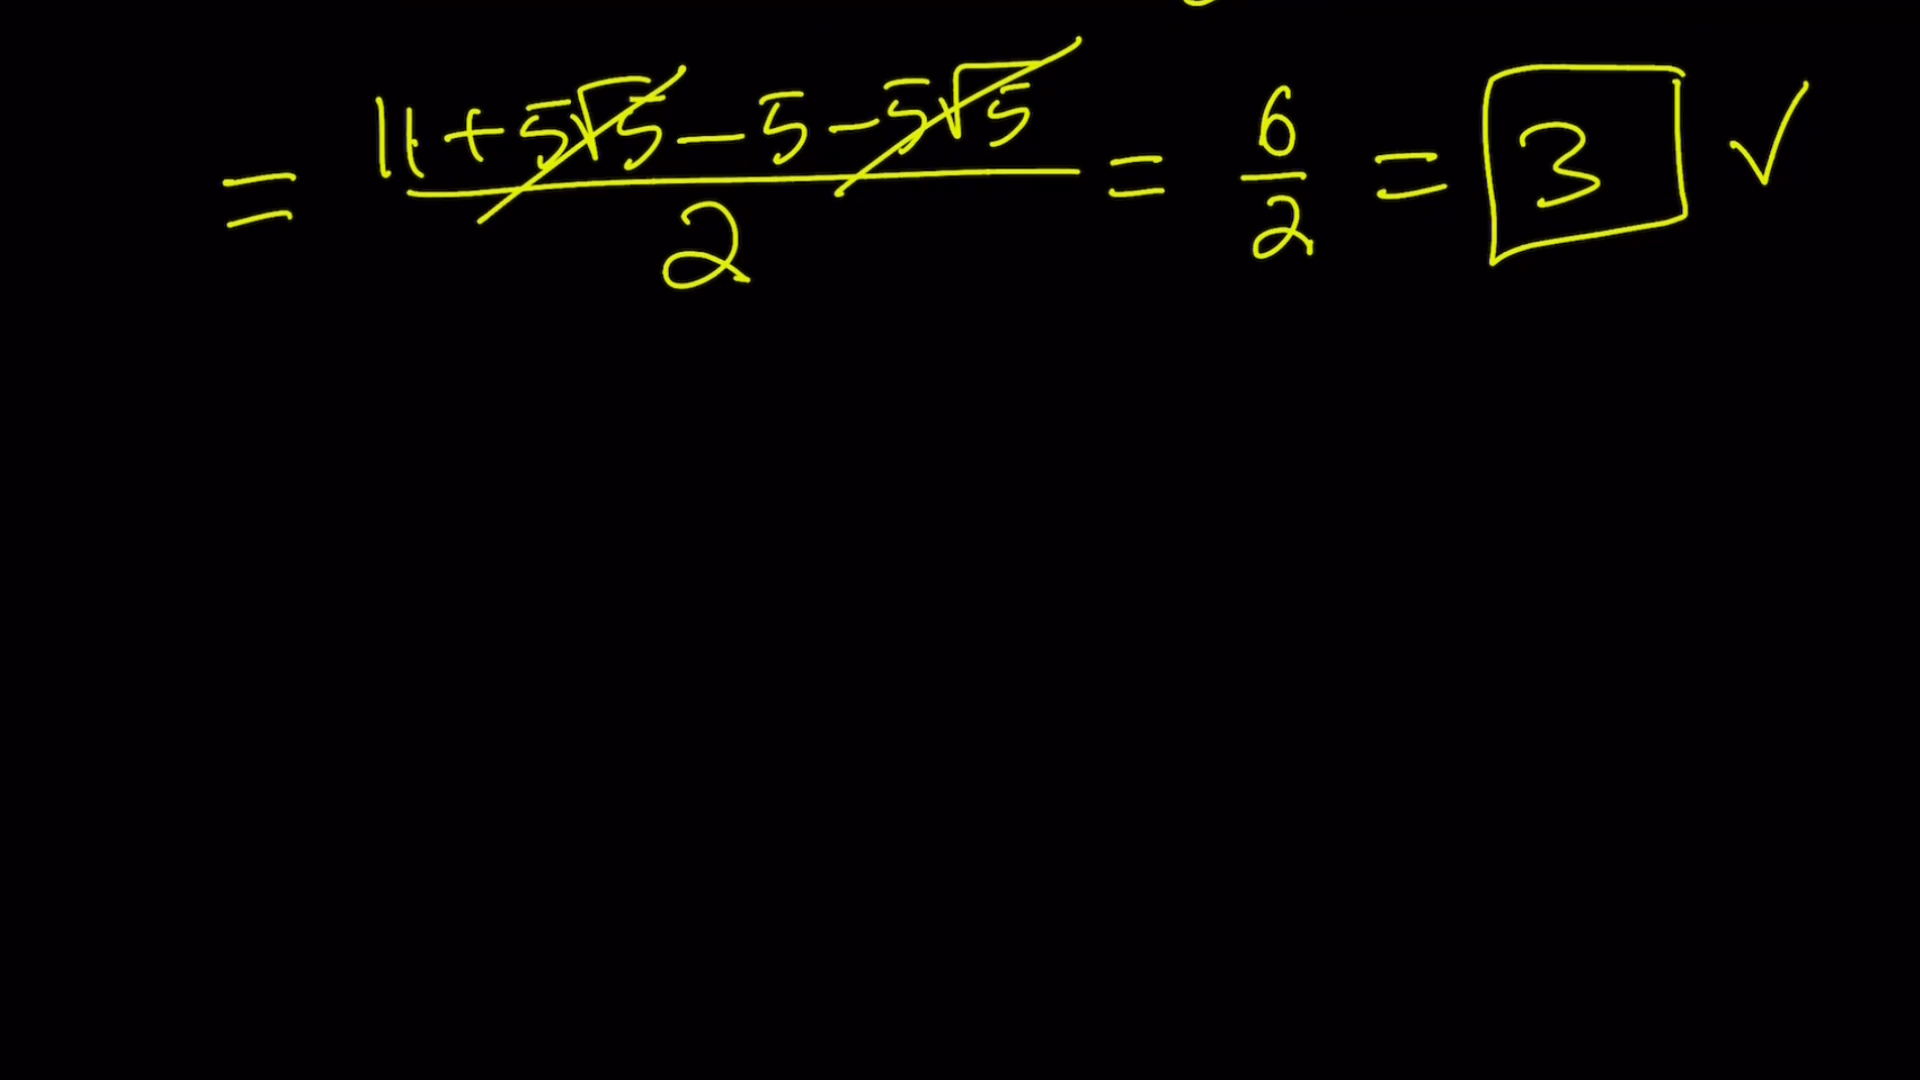 = (11 + 5√5 − 5 − 5√5)/2 = 6/2 = 3 ✓